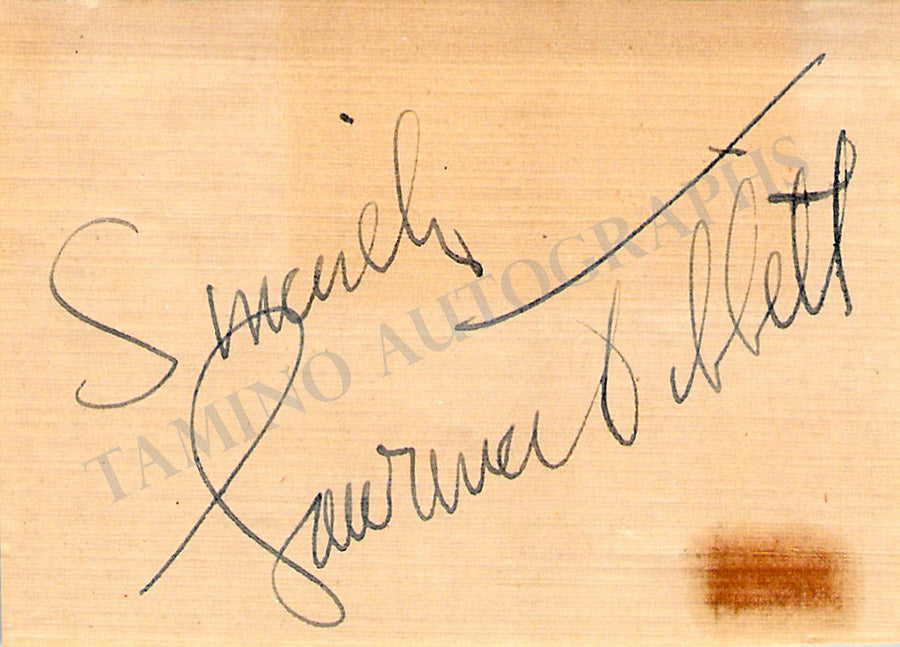 Sincerely
Lawrence Tibbett
TAMINO AUTOGRAPHS